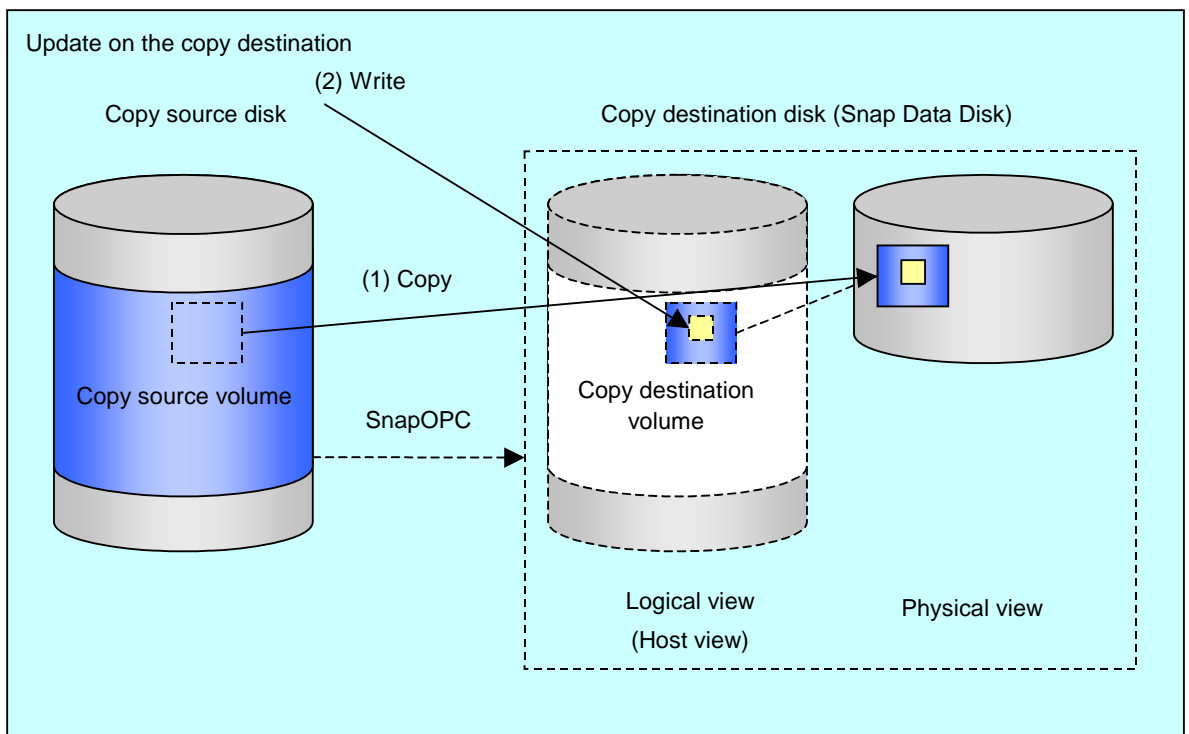 Update on the copy destination
(2) Write
Copy source disk
Copy destination disk (Snap Data Disk)
(1) Copy
Copy source volume
Copy destination
volume
SnapOPC
Logical view
(Host view)
Physical view